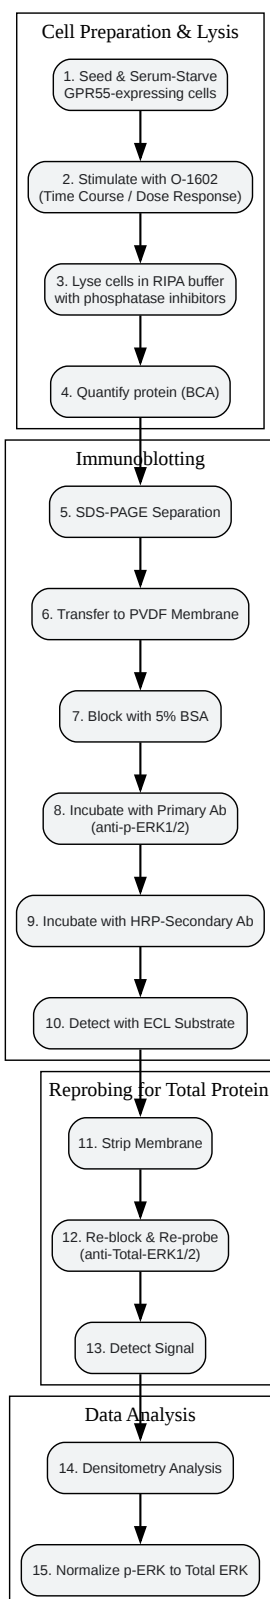 Cell Preparation & Lysis
1. Seed & Serum-Starve
GPR55-expressing cells
2. Stimulate with O-1602
(Time Course / Dose Response)
3. Lyse cells in RIPA buffer
with phosphatase inhibitors
4. Quantify protein (BCA)
Immunoblotting
5. SDS-PAGE Separation
6. Transfer to PVDF Membrane
7. Block with 5% BSA
8. Incubate with Primary Ab
(anti-p-ERK1/2)
9. Incubate with HRP-Secondary Ab
10. Detect with ECL Substrate
Reprobing for Total Protein
11. Strip Membrane
12. Re-block & Re-probe
(anti-Total-ERK1/2)
13. Detect Signal
Data Analysis
14. Densitometry Analysis
15. Normalize p-ERK to Total ERK